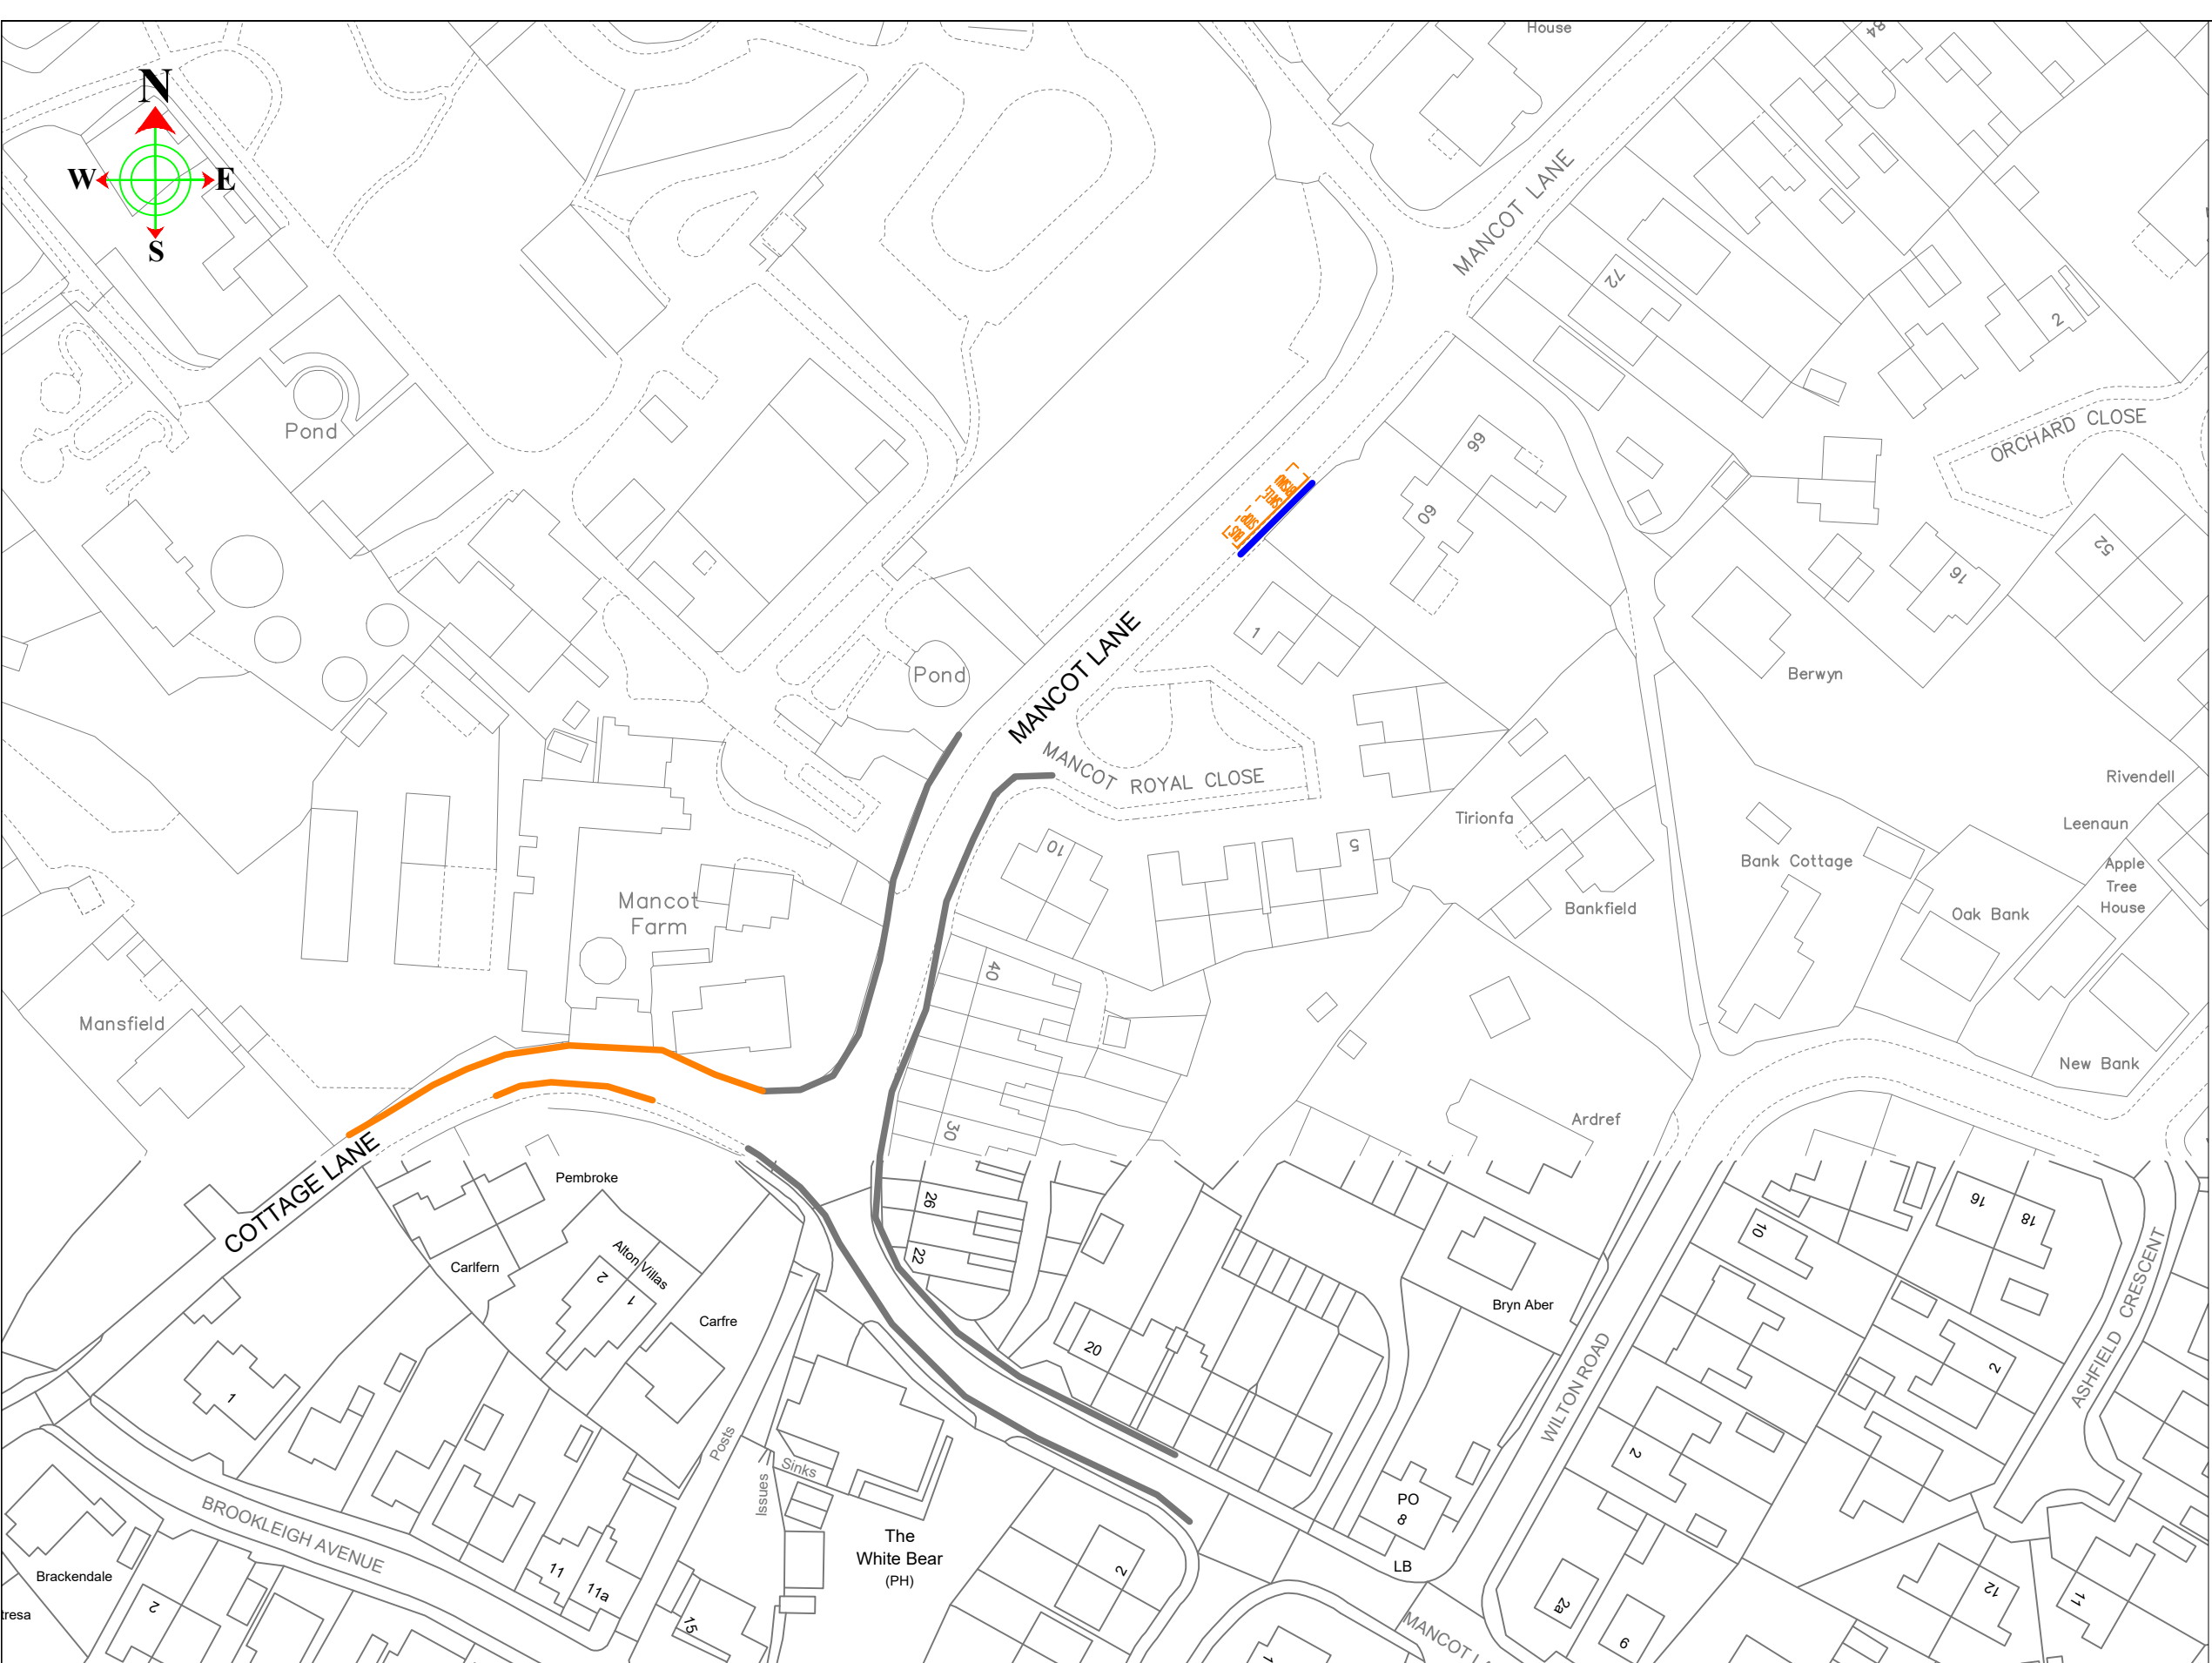 House
84
N
W
E
S
MANCOT LANE
72
2
Pond
ORCHARD CLOSE
66
60
52
16
1
MANCOT LANE
Berwyn
Pond
MANCOT ROYAL CLOSE
Rivendell
Tirionfa
Leenaun
10
5
Bank Cottage
Apple
Tree
House
Mancot
Farm
Bankfield
Oak Bank
40
Mansfield
New Bank
30
Ardref
COTTAGE LANE
Pembroke
26
16
18
10
22
Carlfern
Alton Villas
2
1
Carfre
Bryn Aber
20
WILTON ROAD
ASHFIELD CRESCENT
2
1
Posts
Issues
Sinks
2
PO
8
BROOKLEIGH AVENUE
The
White Bear
(PH)
LB
11
11a
Brackendale
2
2
2a
12
11
tresa
15
6
MANCOT